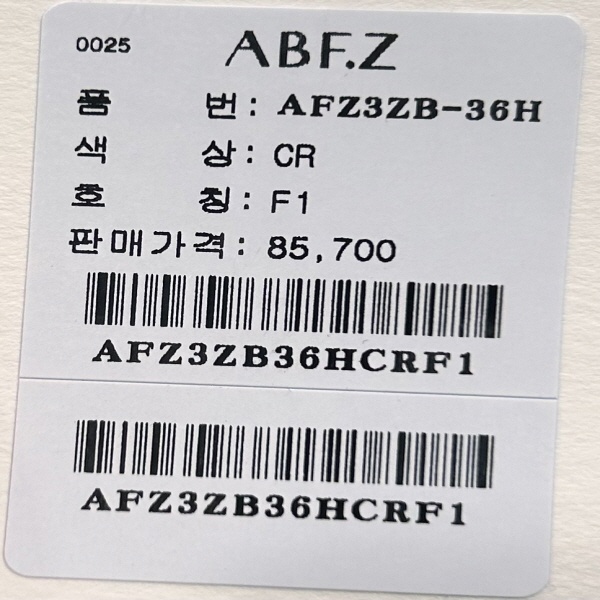 0025 ABF.Z
품 번: AFZ3ZB-36H
색 상: CR
호 칭: F1
판매가격: 85,700
AFZ3ZB36HCRF1
AFZ3ZB36HCRF1